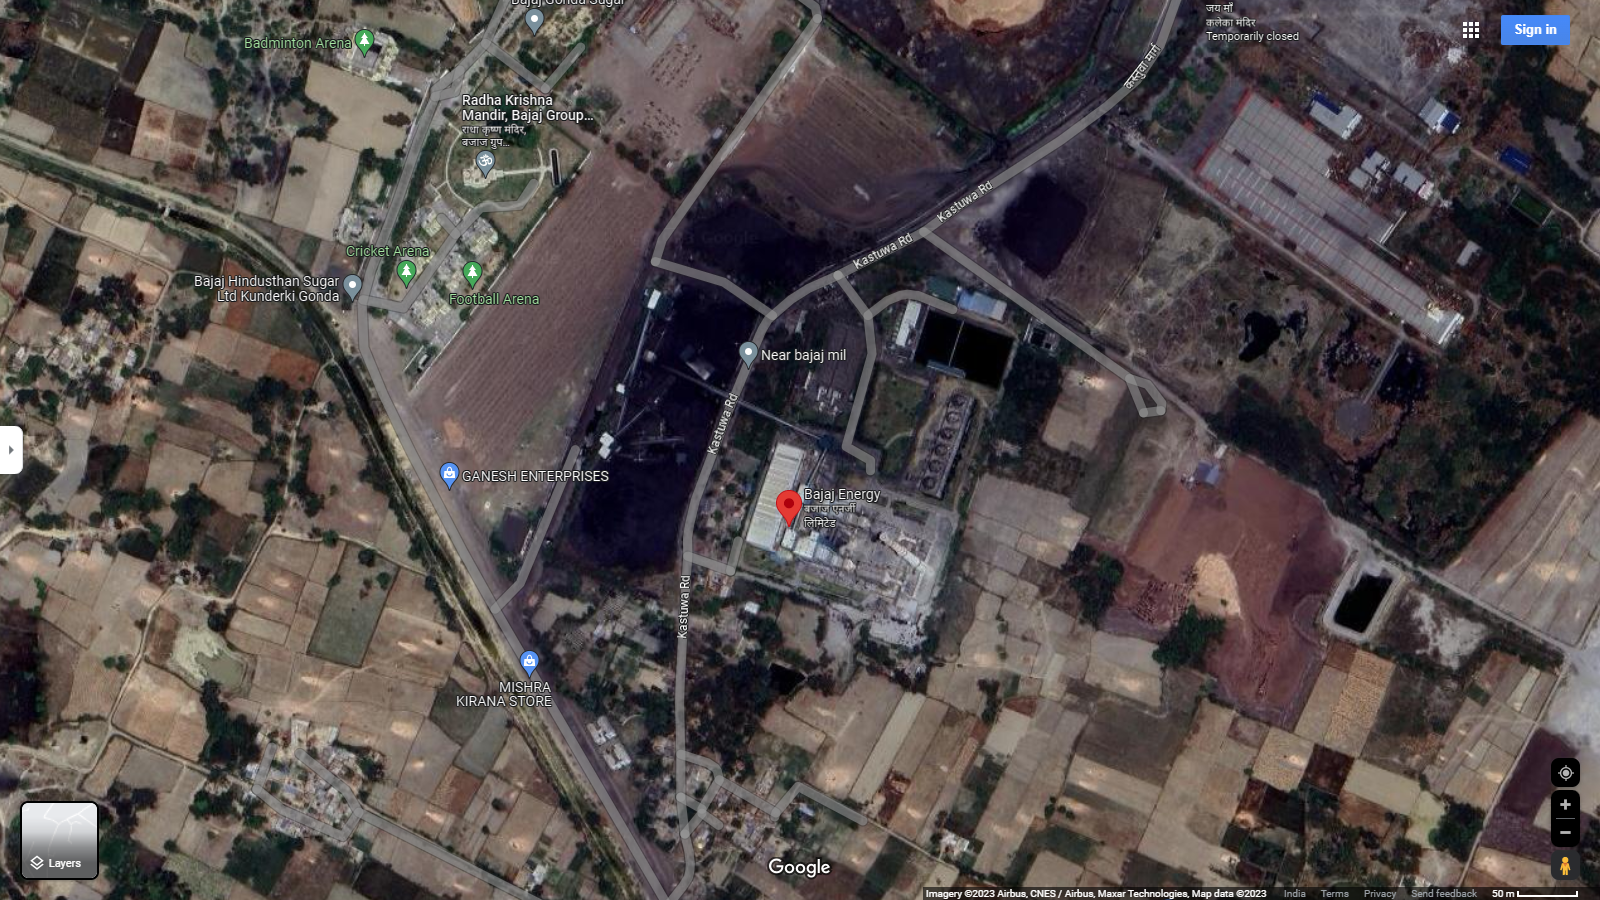 Bajaj Gonda Sugar
जय माँ
कलेका मंदिर
Temporarily closed
Sign in
Badminton Arena
कस्तुवा मार्ग
Radha Krishna
Mandir, Bajaj Group...
राधा कृष्ण मंदिर,
बजाज ग्रुप...
Kastuwa Rd
Kastuwa Rd
Cricket Arena
Bajaj Hindusthan Sugar
Ltd Kunderki Gonda
Football Arena
Near bajaj mil
Kastuwa Rd
GANESH ENTERPRISES
Bajaj Energy
बजाज एनर्जी
लिमिटेड
Kastuwa Rd
MISHRA
KIRANA STORE
Layers
Google
Imagery ©2023 Airbus, CNES / Airbus, Maxar Technologies, Map data ©2023 India Terms Privacy Send feedback 50 m